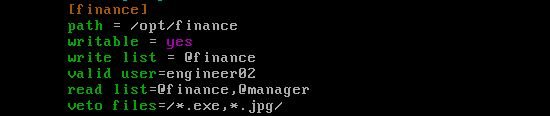 [finance]
path = /opt/finance
writable = yes
write list = @finance
valid user=engineer02
read list=@finance,@manager
veto files=/*.exe,*.jpg/